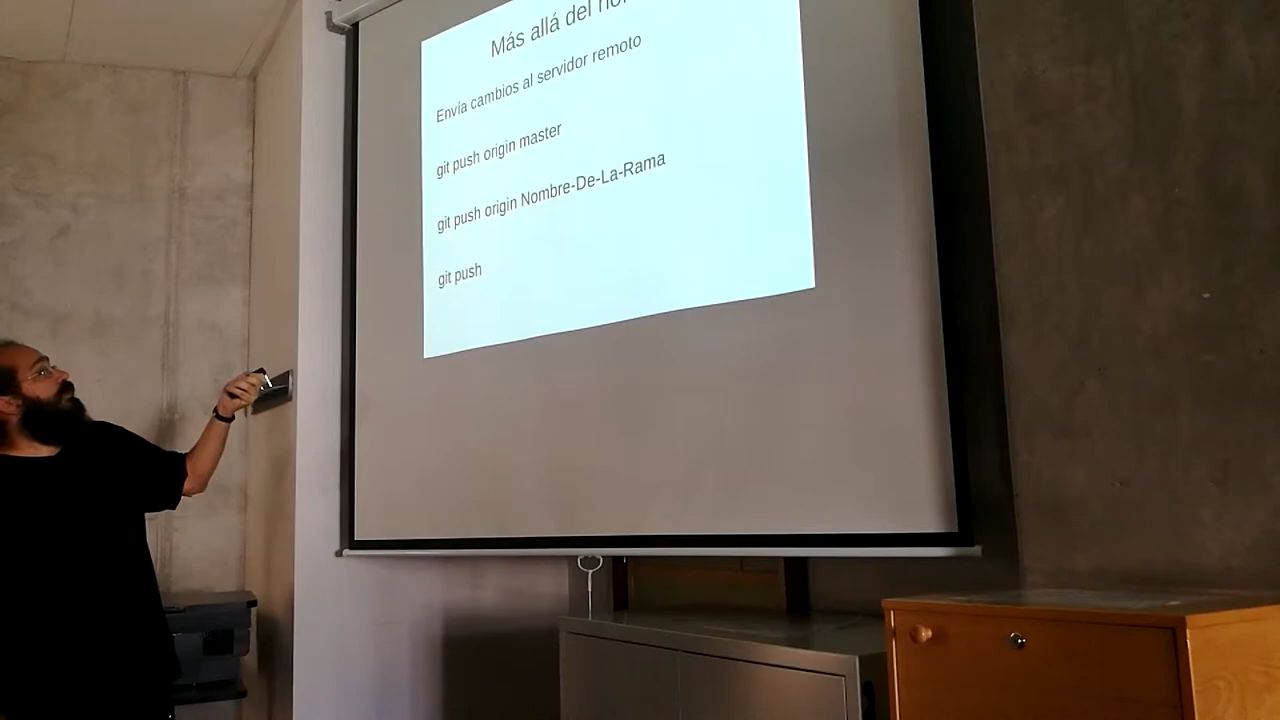 Más allá del
Envía cambios al servidor remoto
git push origin master
git push origin Nombre-De-La-Rama
git push